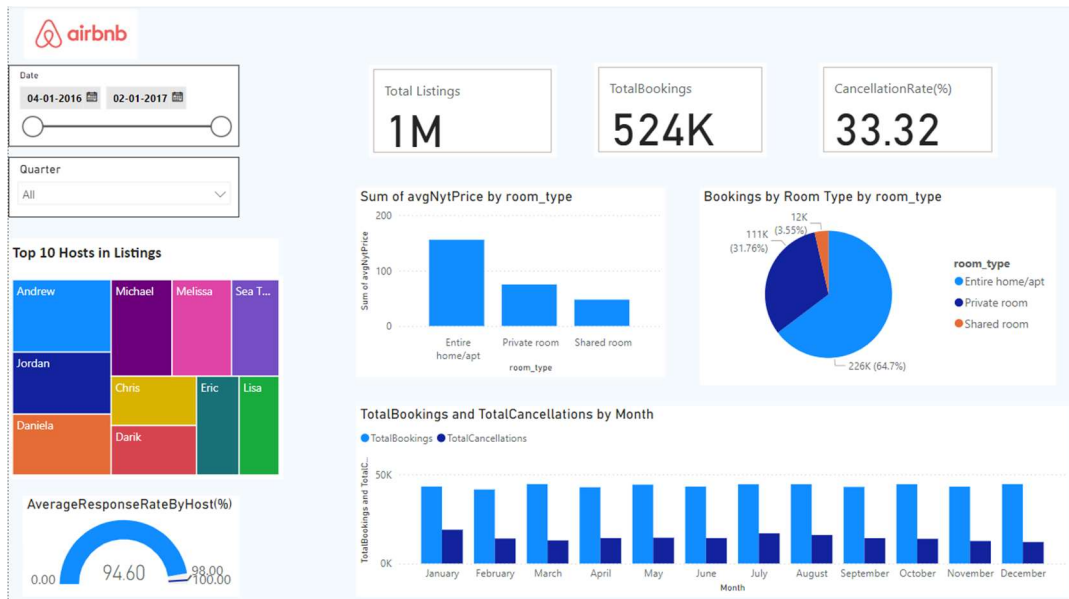 airbnb
Date
04-01-2016
02-01-2017
Quarter
All
Total Listings
1M
TotalBookings
524K
CancellationRate(%)
33.32
Top 10 Hosts in Listings
Andrew
Michael
Melissa
Sea T...
Jordan
Chris
Eric
Lisa
Daniela
Darik
AverageResponseRateByHost(%)
0.00
94.60
98.00
100.00
Sum of avgNytPrice by room_type
Sum of avgNytPrice
200
100
0
Entire
home/apt
Private room
Shared room
room_type
Bookings by Room Type by room_type
12K
(3.55%)
111K
(31.76%)
226K (64.7%)
room_type
Entire home/apt
Private room
Shared room
TotalBookings and TotalCancellations by Month
TotalBookings
TotalCancellations
TotalBookings and TotalC...
50K
0K
January
February
March
April
May
June
July
August
September
October
November
December
Month